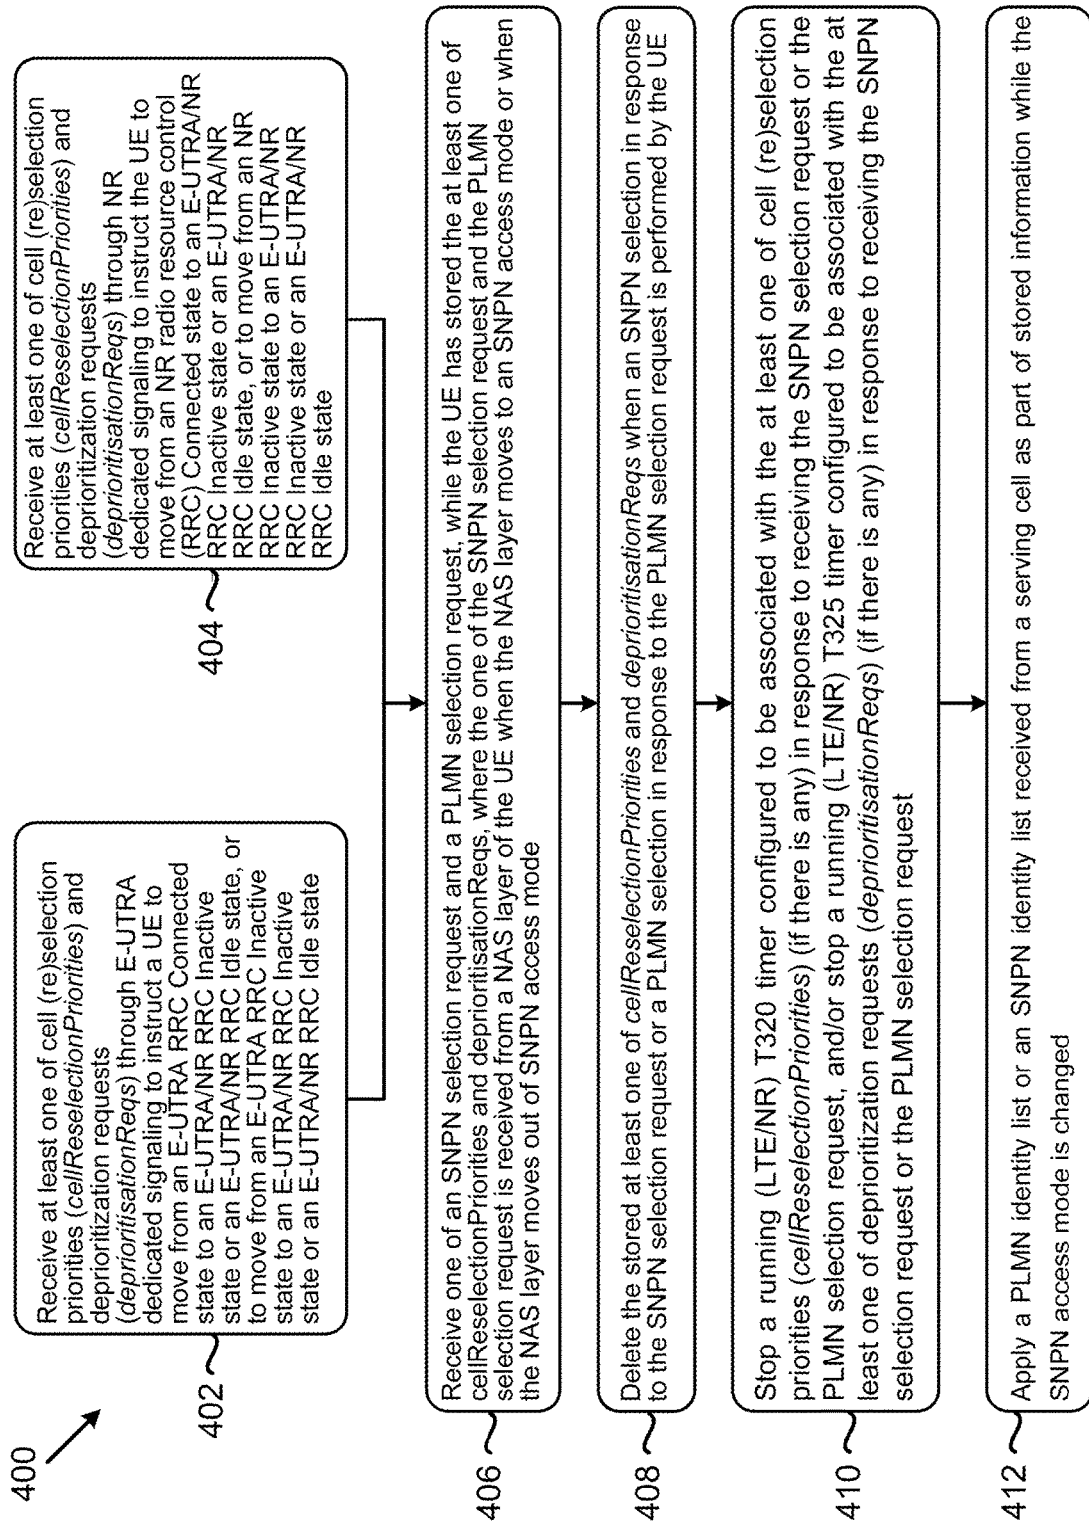 400
Receive at least one of cell (re)selection
priorities (cellReselectionPriorities) and
deprioritization requests
(deprioritisationReqs) through E-UTRA
dedicated signaling to instruct a UE to
move from an E-UTRA RRC Connected
state to an E-UTRA/NR RRC Inactive
state or an E-UTRA/NR RRC Idle state, or
to move from an E-UTRA RRC Inactive
state to an E-UTRA/NR RRC Inactive
state or an E-UTRA/NR RRC Idle state
402
Receive at least one of cell (re)selection
priorities (cellReselectionPriorities) and
deprioritization requests
(deprioritisationReqs) through NR
dedicated signaling to instruct the UE to
move from an NR radio resource control
(RRC) Connected state to an E-UTRA/NR
RRC Inactive state or an E-UTRA/NR
RRC Idle state, or to move from an NR
RRC Inactive state to an E-UTRA/NR
RRC Inactive state or an E-UTRA/NR
RRC Idle state
404
Receive one of an SNPN selection request and a PLMN selection request, while the UE has stored the at least one of
cellReselectionPriorities and deprioritisationReqs, where the one of the SNPN selection request and the PLMN
selection request is received from a NAS layer of the UE when the NAS layer moves to an SNPN access mode or when
the NAS layer moves out of SNPN access mode
406
Delete the stored at least one of cellReselectionPriorities and deprioritisationReqs when an SNPN selection in response
to the SNPN selection request or a PLMN selection in response to the PLMN selection request is performed by the UE
408
Stop a running (LTE/NR) T320 timer configured to be associated with the at least one of cell (re)selection
priorities (cellReselectionPriorities) (if there is any) in response to receiving the SNPN selection request or the
PLMN selection request, and/or stop a running (LTE/NR) T325 timer configured to be associated with the at
least one of deprioritization requests (deprioritisationReqs) (if there is any) in response to receiving the SNPN
selection request or the PLMN selection request
410
Apply a PLMN identity list or an SNPN identity list received from a serving cell as part of stored information while the
SNPN access mode is changed
412